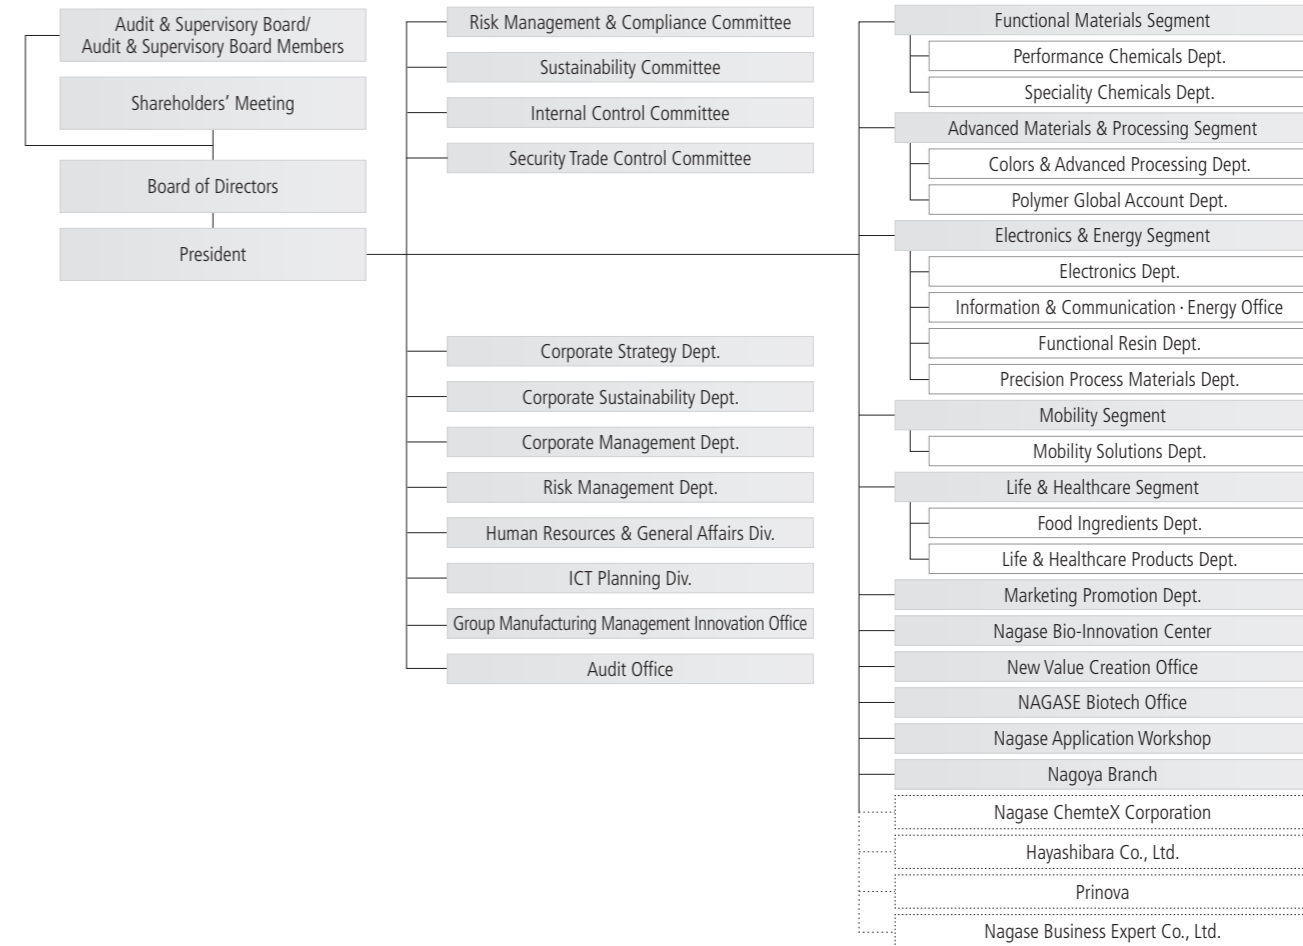 Audit & Supervisory Board/
Audit & Supervisory Board Members
Shareholders' Meeting
Board of Directors
President
Risk Management & Compliance Committee
Sustainability Committee
Internal Control Committee
Security Trade Control Committee
Corporate Strategy Dept.
Corporate Sustainability Dept.
Corporate Management Dept.
Risk Management Dept.
Human Resources & General Affairs Div.
ICT Planning Div.
Group Manufacturing Management Innovation Office
Audit Office
Functional Materials Segment
Performance Chemicals Dept.
Speciality Chemicals Dept.
Advanced Materials & Processing Segment
Colors & Advanced Processing Dept.
Polymer Global Account Dept.
Electronics & Energy Segment
Electronics Dept.
Information & Communication · Energy Office
Functional Resin Dept.
Precision Process Materials Dept.
Mobility Segment
Mobility Solutions Dept.
Life & Healthcare Segment
Food Ingredients Dept.
Life & Healthcare Products Dept.
Marketing Promotion Dept.
Nagase Bio-Innovation Center
New Value Creation Office
NAGASE Biotech Office
Nagase Application Workshop
Nagoya Branch
Nagase ChemteX Corporation
Hayashibara Co., Ltd.
Prinova
Nagase Business Expert Co., Ltd.